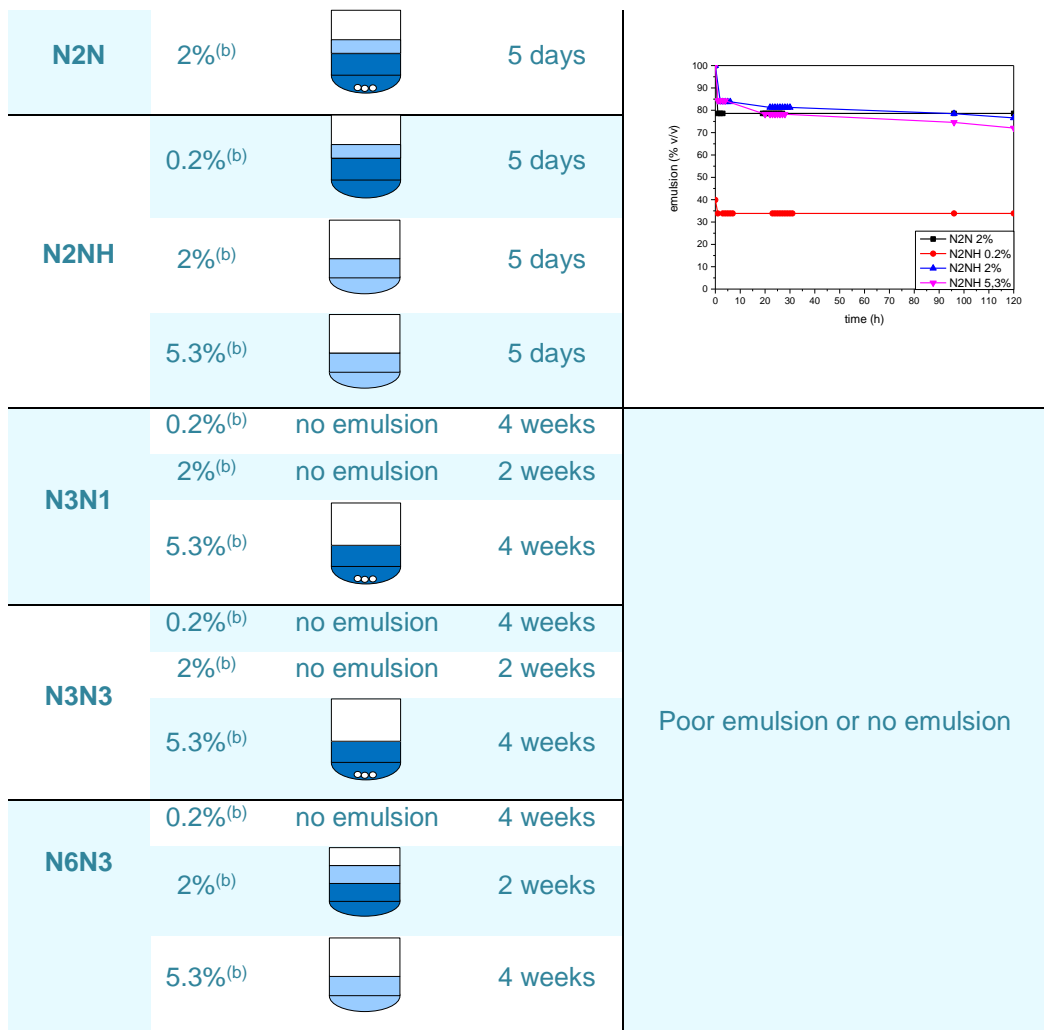 N2N 2%(b) 5 days
N2NH
0.2%(b) 5 days
2%(b) 5 days
5.3%(b) 5 days
emulsion (% v/v)
100
90
80
70
60
50
40
30
20
10
0
0 10 20 30 40 50 60 70 80 90 100 110 120
time (h)
N2N 2%
N2NH 0.2%
N2NH 2%
N2NH 5,3%
N3N1
0.2%(b) no emulsion 4 weeks
2%(b) no emulsion 2 weeks
5.3%(b) 4 weeks
N3N3
0.2%(b) no emulsion 4 weeks
2%(b) no emulsion 2 weeks
5.3%(b) 4 weeks
N6N3
0.2%(b) no emulsion 4 weeks
2%(b) 2 weeks
5.3%(b) 4 weeks
Poor emulsion or no emulsion